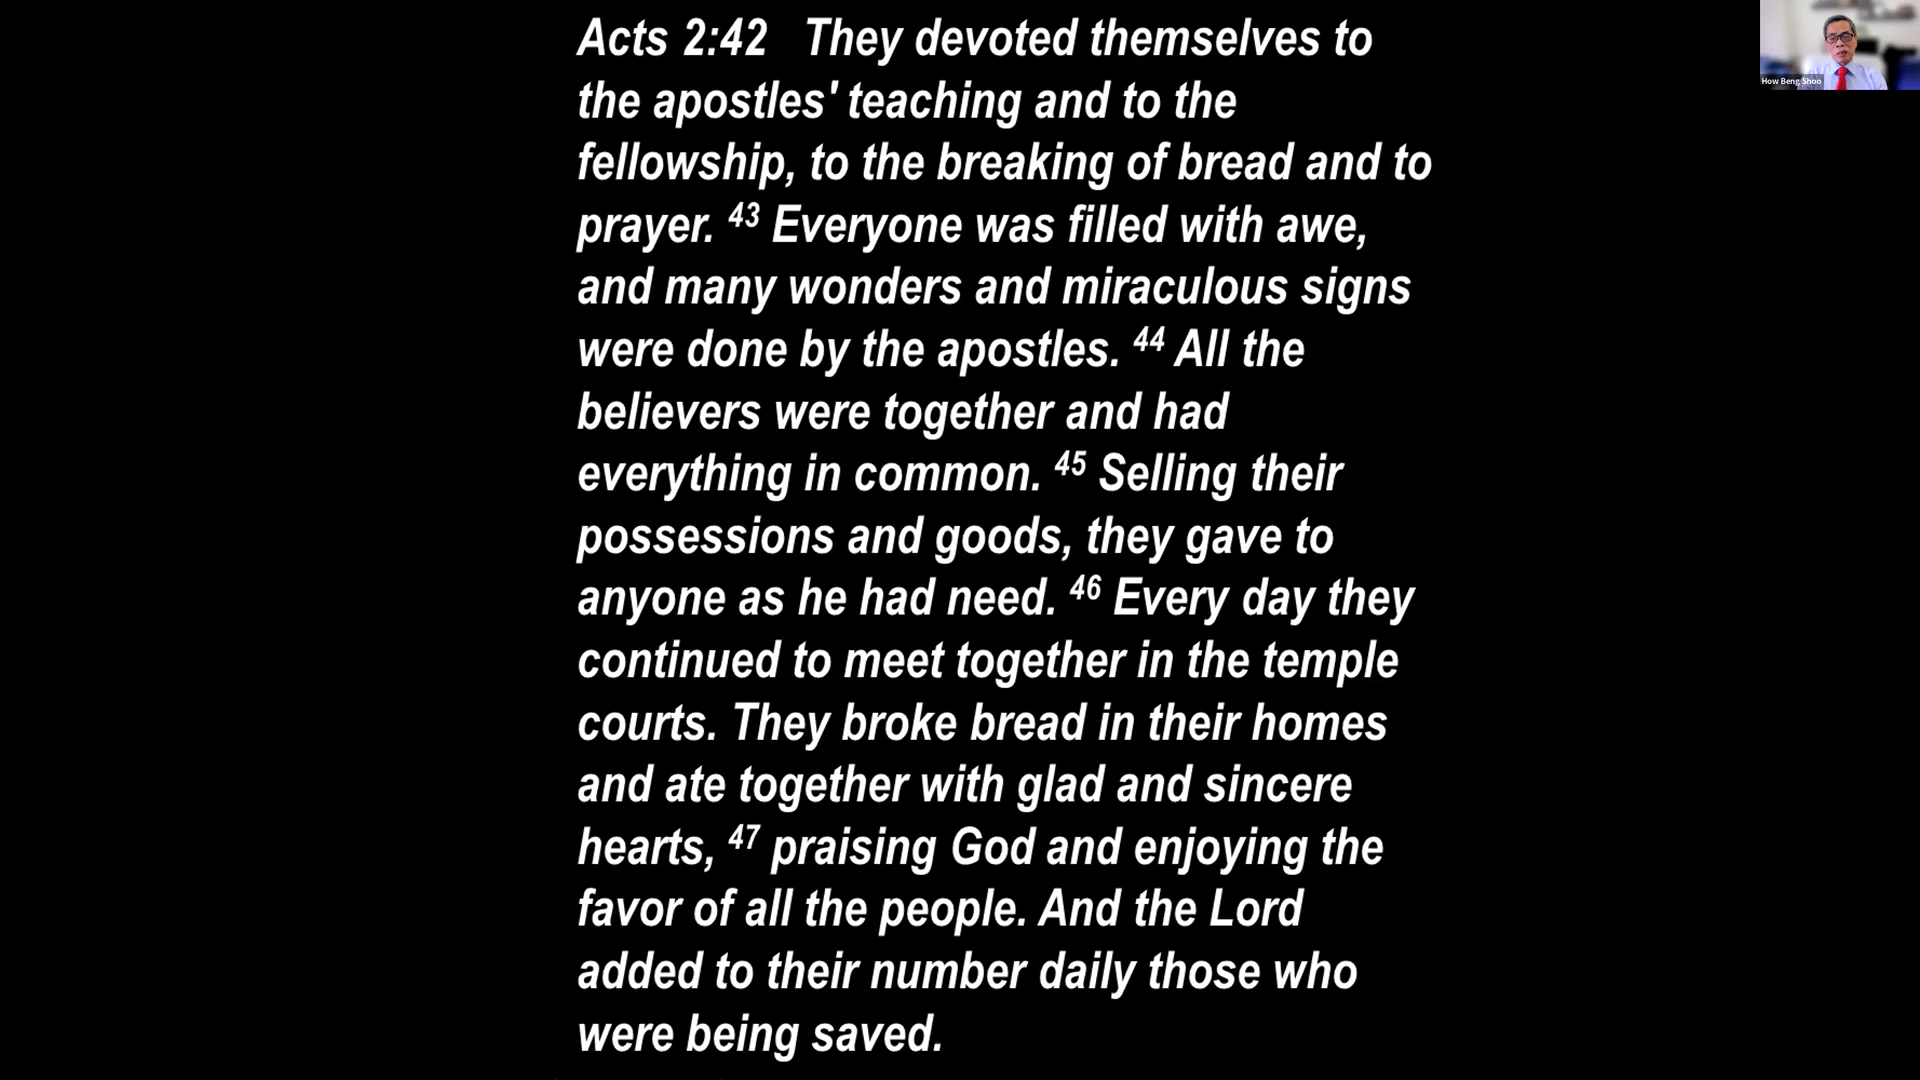 Acts 2:42 They devoted themselves to
the apostles' teaching and to the
fellowship, to the breaking of bread and to
prayer. 43 Everyone was filled with awe,
and many wonders and miraculous signs
were done by the apostles. 44 All the
believers were together and had
everything in common. 45 Selling their
possessions and goods, they gave to
anyone as he had need. 46 Every day they
continued to meet together in the temple
courts. They broke bread in their homes
and ate together with glad and sincere
hearts, 47 praising God and enjoying the
favor of all the people. And the Lord
added to their number daily those who
were being saved.
How Beng Shoo